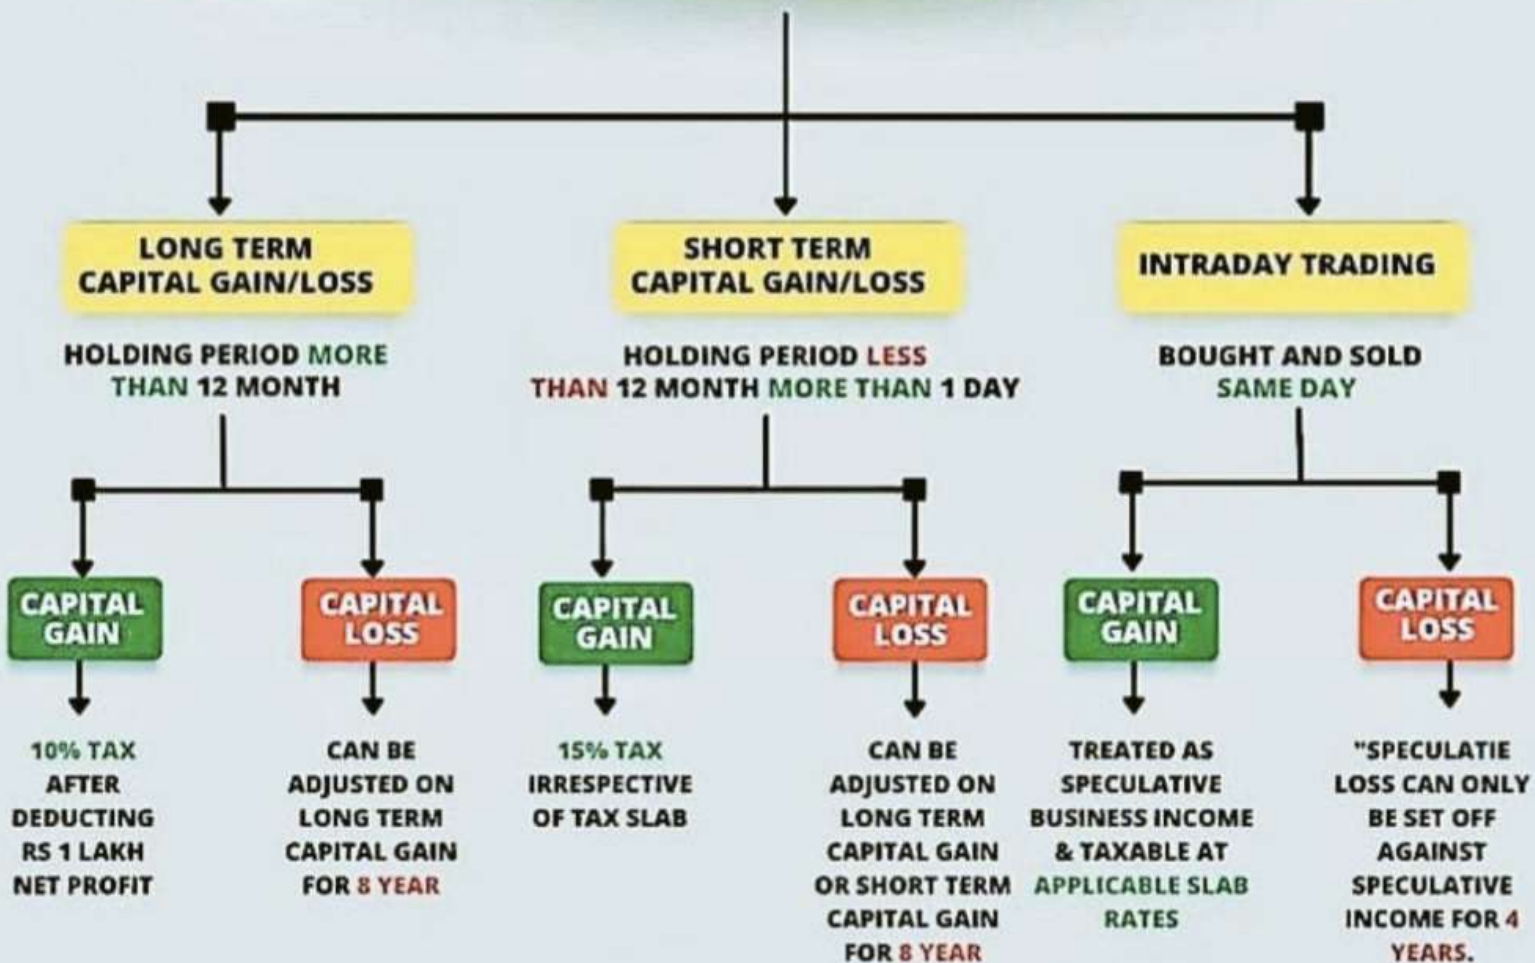 LONG TERM
CAPITAL GAIN/LOSS
HOLDING PERIOD MORE
THAN 12 MONTH
SHORT TERM
CAPITAL GAIN/LOSS
HOLDING PERIOD LESS
THAN 12 MONTH MORE THAN 1 DAY
INTRADAY TRADING
BOUGHT AND SOLD
SAME DAY
CAPITAL
GAIN
10% TAX
AFTER
DEDUCTING
RS 1 LAKH
NET PROFIT
CAPITAL
LOSS
CAN BE
ADJUSTED ON
LONG TERM
CAPITAL GAIN
FOR 8 YEAR
CAPITAL
GAIN
15% TAX
IRRESPECTIVE
OF TAX SLAB
CAPITAL
LOSS
CAN BE
ADJUSTED ON
LONG TERM
CAPITAL GAIN
OR SHORT TERM
CAPITAL GAIN
FOR 8 YEAR
CAPITAL
GAIN
TREATED AS
SPECULATIVE
BUSINESS INCOME
& TAXABLE AT
APPLICABLE SLAB
RATES
CAPITAL
LOSS
"SPECULATIE
LOSS CAN ONLY
BE SET OFF
AGAINST
SPECULATIVE
INCOME FOR 4
YEARS.